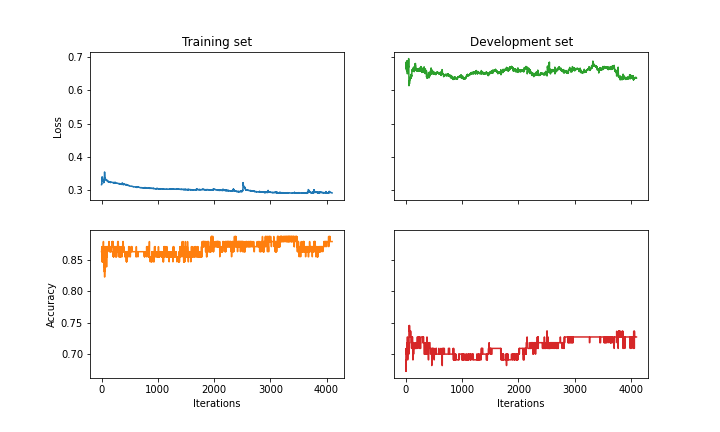 Training set
Development set
Loss
0.7
0.6
0.5
0.4
0.3
Accuracy
0.85
0.80
0.75
0.70
0 1000 2000 3000 4000
0 1000 2000 3000 4000
Iterations
Iterations